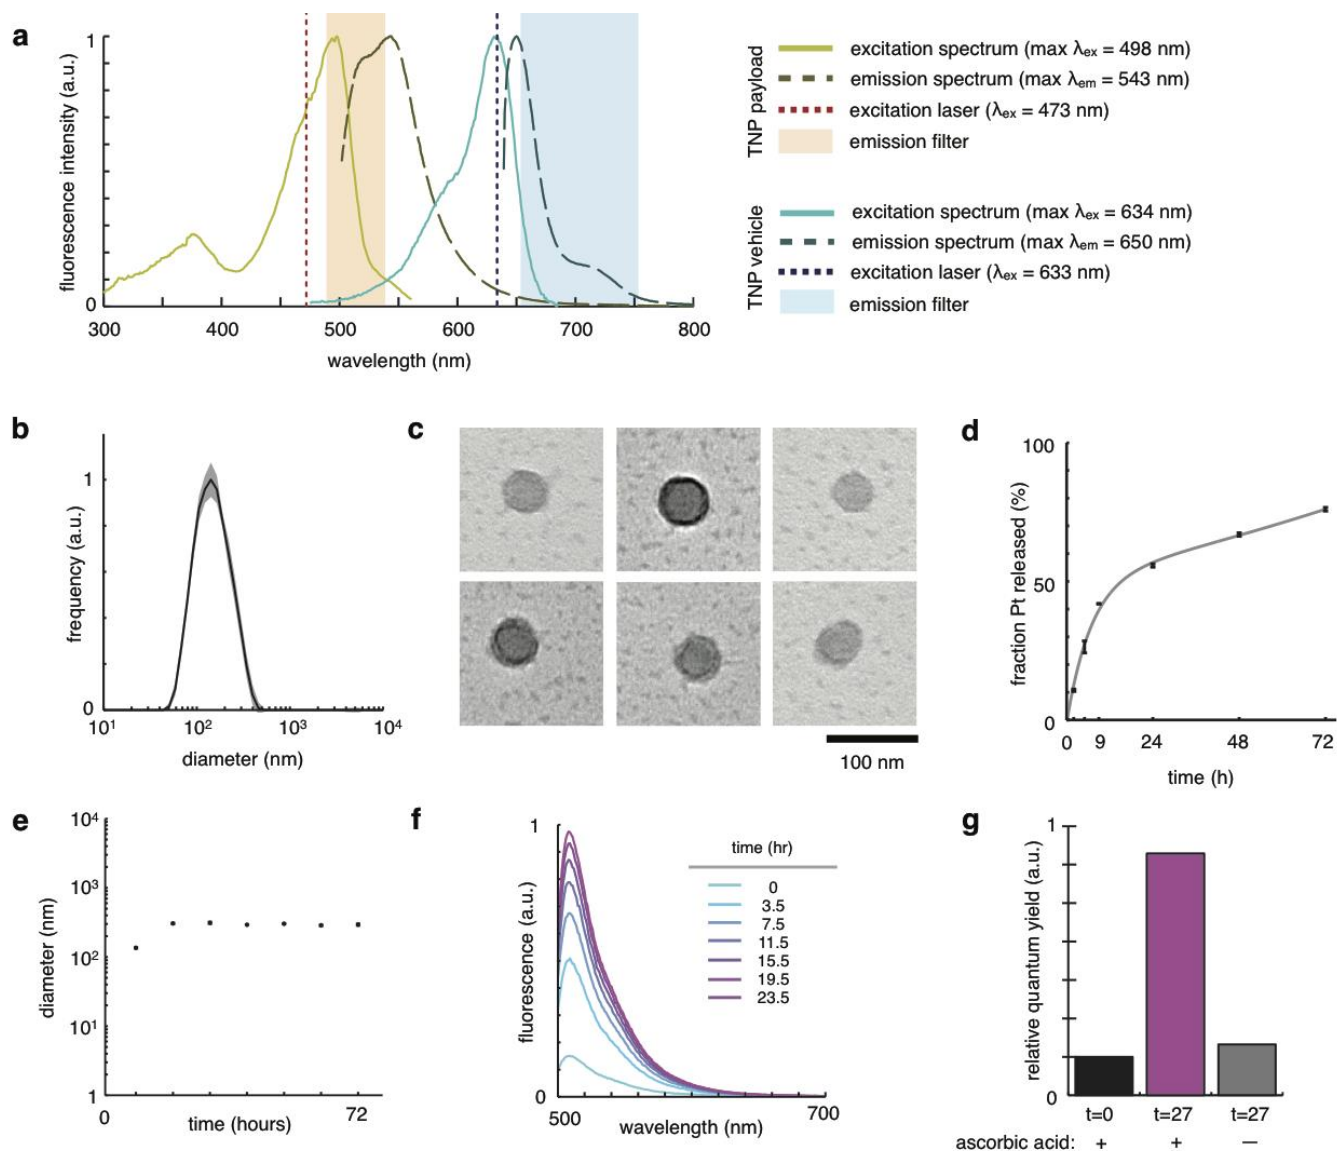 a
1
0
fluorescence intensity (a.u.)
300 400 500 600 700 800
wavelength (nm)
TNP payload
excitation spectrum (max λex = 498 nm)
emission spectrum (max λem = 543 nm)
excitation laser (λex = 473 nm)
emission filter
TNP vehicle
excitation spectrum (max λex = 634 nm)
emission spectrum (max λem = 650 nm)
excitation laser (λex = 633 nm)
emission filter
b
1
0
frequency (a.u.)
10¹ 10² 10³ 10⁴
diameter (nm)
c
100 nm
d
100
50
0
fraction Pt released (%)
0 9 24 48 72
time (h)
e
10⁴
10³
10²
10¹
1
diameter (nm)
0 72
time (hours)
f
1
0
fluorescence (a.u.)
time (hr)
0
3.5
7.5
11.5
15.5
19.5
23.5
500 700
wavelength (nm)
g
1
0
relative quantum yield (a.u.)
t=0 t=27 t=27
ascorbic acid: + + −